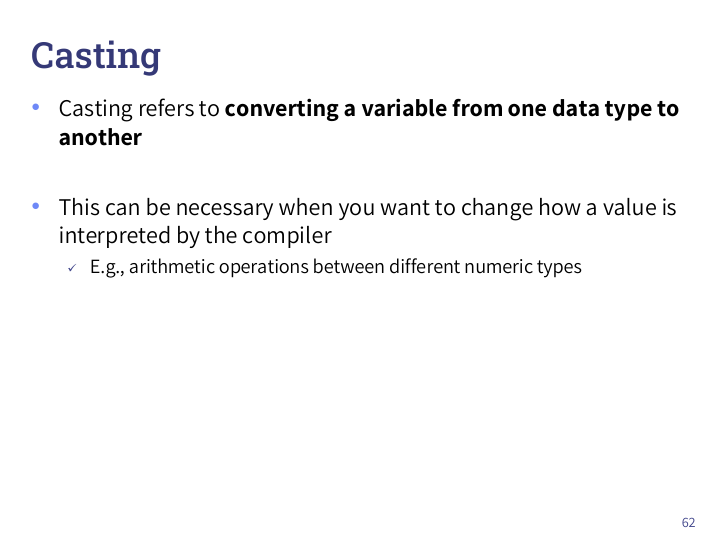 Casting
• Casting refers to converting a variable from one data type to
another
• This can be necessary when you want to change how a value is
interpreted by the compiler
✓ E.g., arithmetic operations between different numeric types
62